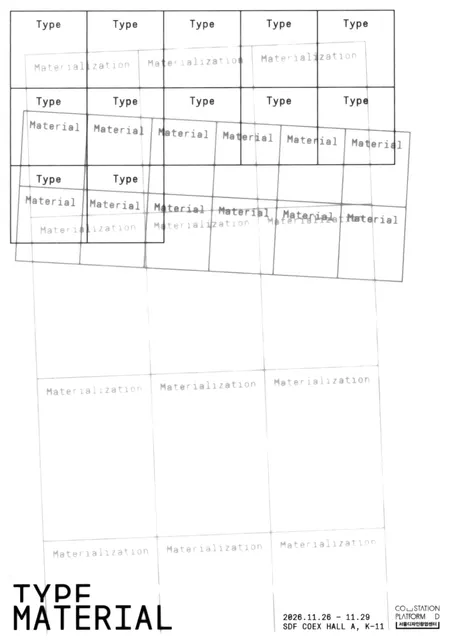 Type Type Type Type Type
Materialization Materialization Materialization
Type Type Type Type Type
Material Material Material Material Material Material
Type Type
Material Material Material Material Material Material
Materialization Materialization Materialization
Materialization Materialization Materialization
Materialization Materialization Materialization
TYPE
MATERIAL
2026.11.26 – 11.29
SDF COEX HALL A, K-11
STATION
PLATFORM D